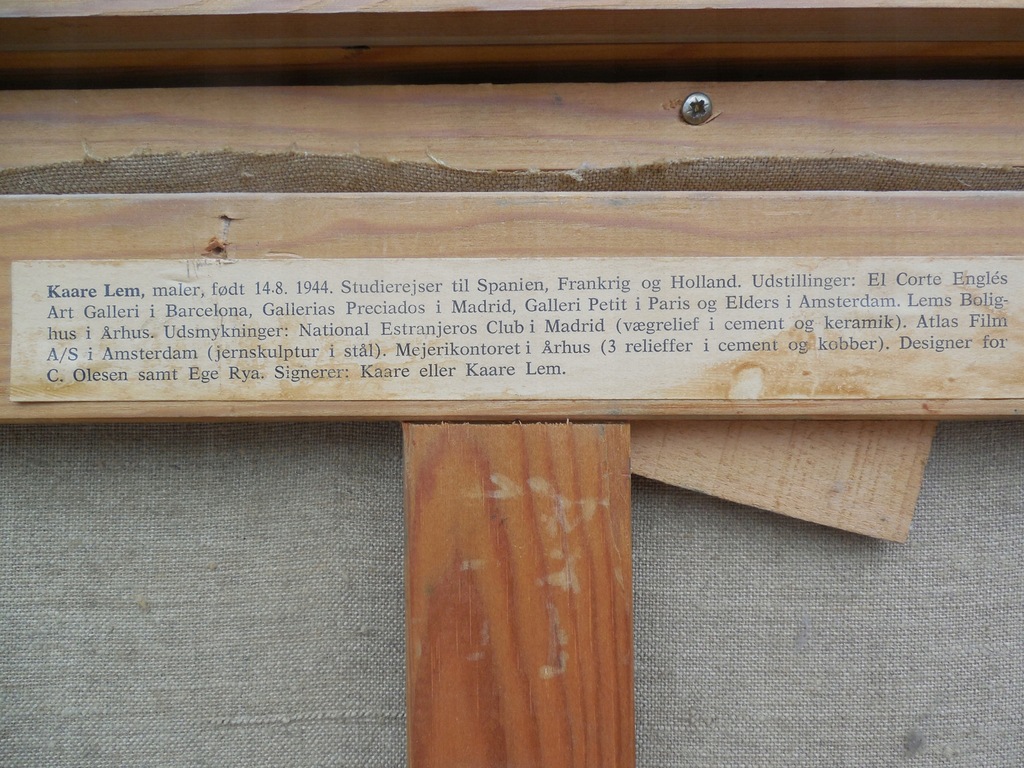 Kaare Lem, maler, født 14.8. 1944. Studierejser til Spanien, Frankrig og Holland. Udstillinger: El Corte Englés
Art Galleri i Barcelona, Gallerias Preciados i Madrid, Galleri Petit i Paris og Elders i Amsterdam. Lems Bolig-
hus i Århus. Udsmykninger: National Estranjeros Club i Madrid (vægrelief i cement og keramik). Atlas Film
A/S i Amsterdam (jernskulptur i stål). Mejerikontoret i Århus (3 relieffer i cement og kobber). Designer for
C. Olesen samt Ege Rya. Signerer: Kaare eller Kaare Lem.